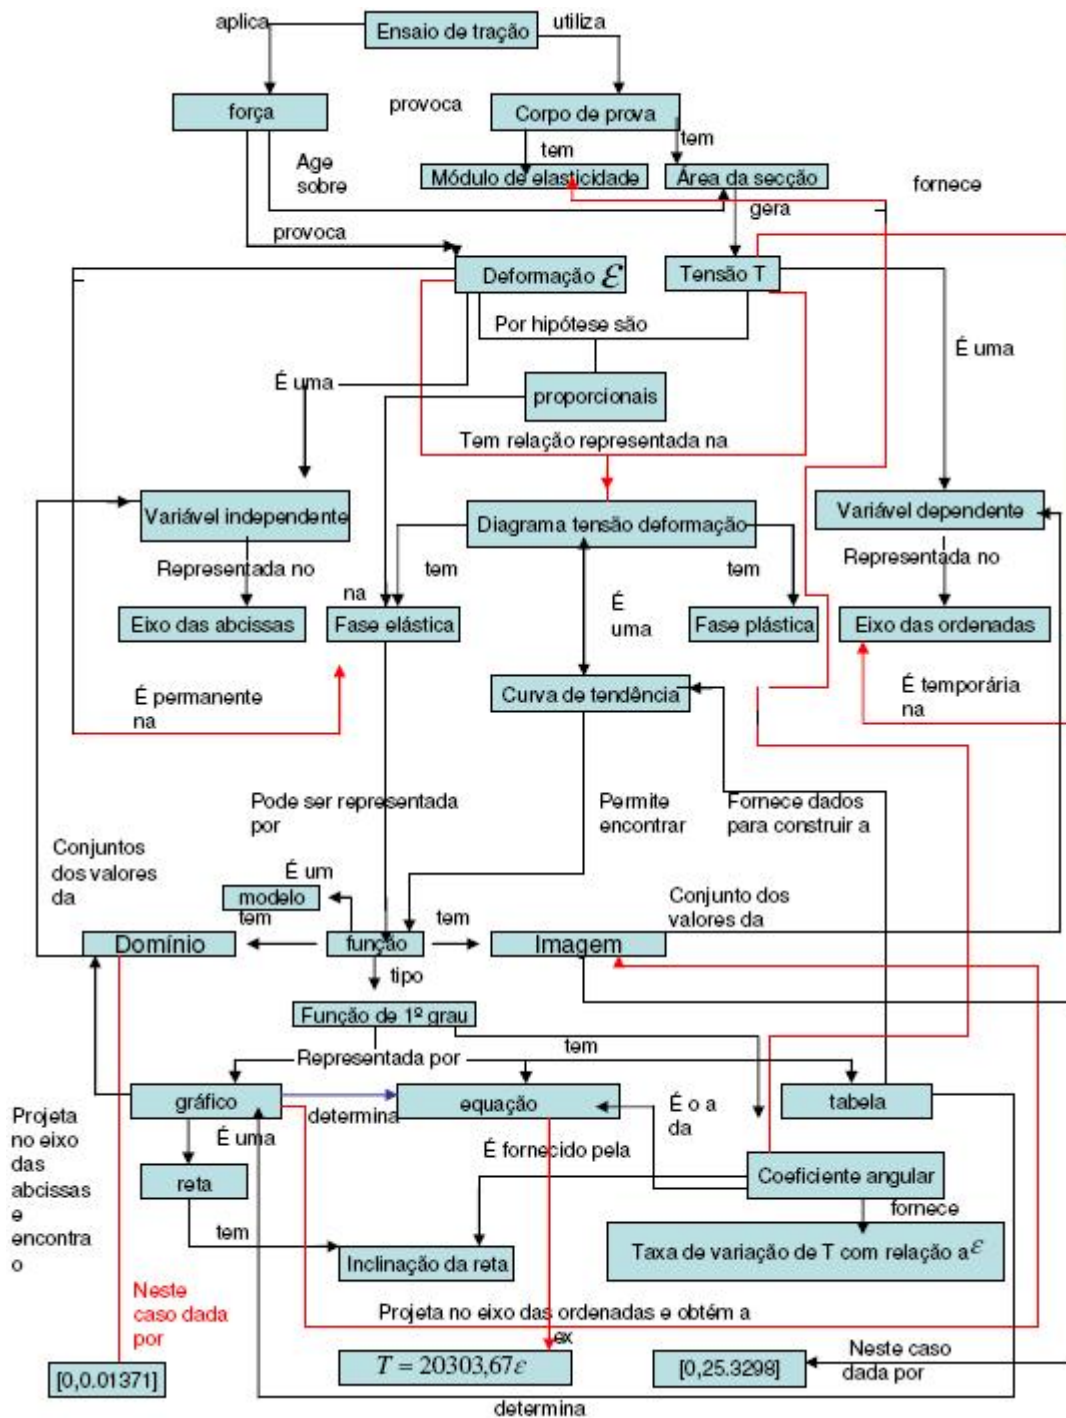 aplica
Ensaio de tração
utiliza
força
provoca
Corpo de prova
tem
tem
Age
sobre
Módulo de elasticidade
Área da secção
fornece
gera
provoca
Deformação ε
Tensão T
Por hipótese são
É uma
É uma
proporcionais
Tem relação representada na
Variável independente
Diagrama tensão deformação
Variável dependente
Representada no
tem
tem
Representada no
na
É
uma
Eixo das abcissas
Fase elástica
Fase plástica
Eixo das ordenadas
É permanente
na
Curva de tendência
É temporária
na
Pode ser representada
por
Permite
encontrar
Fornece dados
para construir a
Conjuntos
dos valores
da
É um
modelo
Conjunto dos
valores da
tem
tem
Domínio
função
Imagem
tipo
Função de 1º grau
tem
Representada por
gráfico
determina
equação
É o a
da
tabela
Projeta
no eixo
das
abcissas
e
encontra
o
É uma
É fornecido pela
reta
Coeficiente angular
fornece
tem
Inclinação da reta
Taxa de variação de T com relação a ε
Neste
caso dada
por
Projeta no eixo das ordenadas e obtém a
ex
[0,0.01371]
T = 20303,67ε
[0,25.3298]
Neste caso
dada por
determina